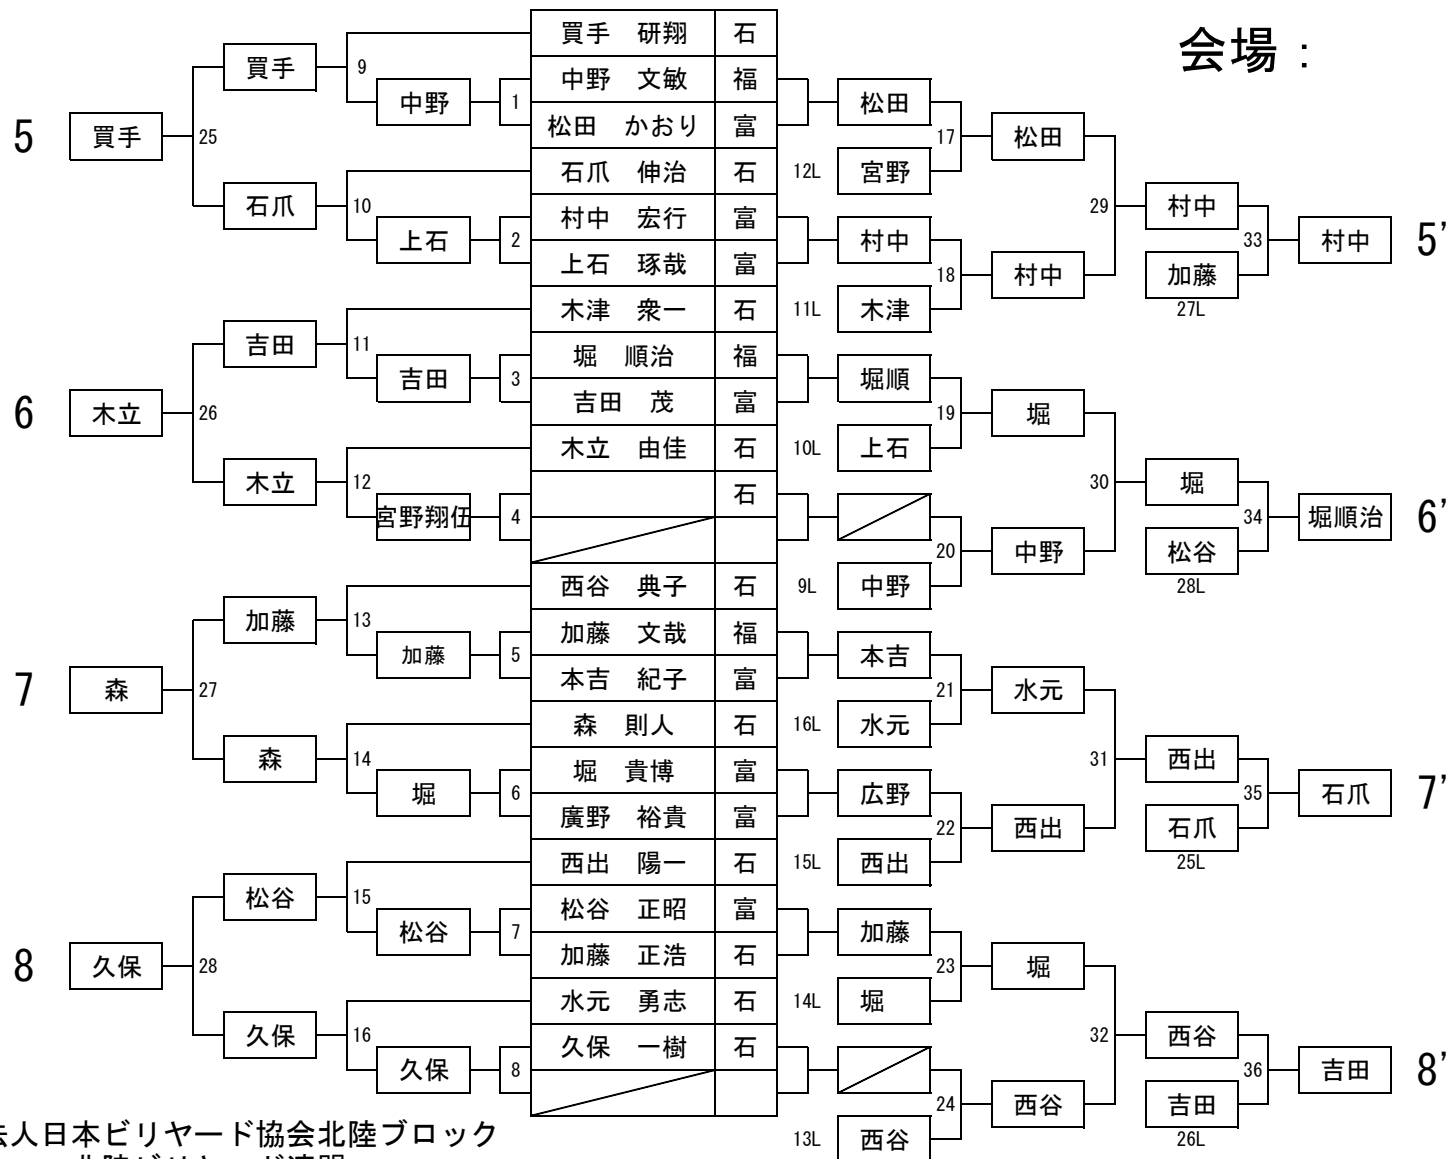 会場 :
買手 研翔 石
買手 9
中野 文敏 福
中野 1
松田 かおり 富
松田
5 買手 25
17 松田
石爪 伸治 石
12L 宮野
石爪 10
村中 宏行 富
29 村中
上石 2
村中
33 村中 5'
上石 琢哉 富
18 村中
加藤
木津 衆一 石
11L 木津
27L
吉田 11
堀 順治 福
吉田 3
堀順
吉田 茂 富
6 木立 26
19 堀
木立 由佳 石
10L 上石
木立 12
石
30 堀
宮野翔伍 4
34 堀順治 6'
20 中野
松谷
西谷 典子 石
9L 中野
28L
加藤 13
加藤 文哉 福
加藤 5
本吉
本吉 紀子 富
7 森 27
21 水元
森 則人 石
16L 水元
森 14
堀 貴博 富
31 西出
堀 6
広野
35 石爪 7'
廣野 裕貴 富
22 西出
石爪
西出 陽一 石
15L 西出
25L
松谷 15
松谷 正昭 富
松谷 7
加藤
加藤 正浩 石
8 久保 28
23 堀
水元 勇志 石
14L 堀
久保 16
久保 一樹 石
32 西谷
久保 8
36 吉田 8'
24 西谷
吉田
13L 西谷
26L
法人日本ビリヤード協会北陸ブロック
北陸ビリヤード連盟